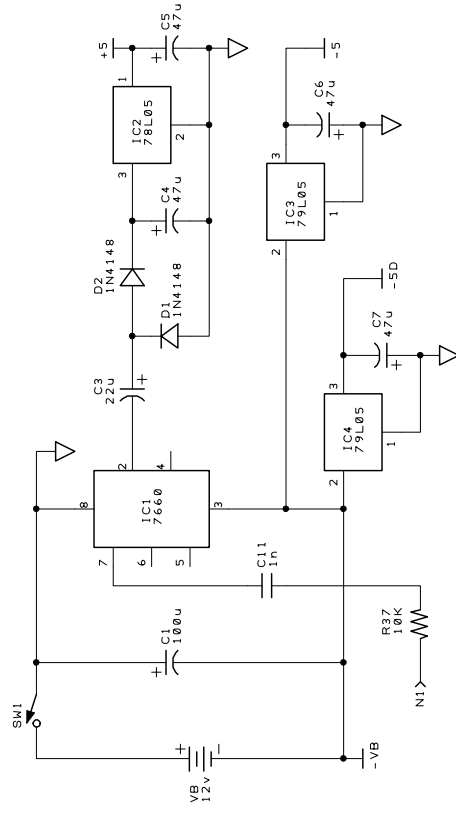 SW1
VB
12v
-VB
C1
100u
N1
R37
10K
C11
1n
IC1
7660
8
7
6
5
3
2
4
C3
22u
D1
1N4148
D2
1N4148
C4
47u
IC2
78L05
3
1
2
+5
C5
47u
IC3
79L05
2
3
1
-5
C6
47u
IC4
79L05
2
3
1
-5D
C7
47u